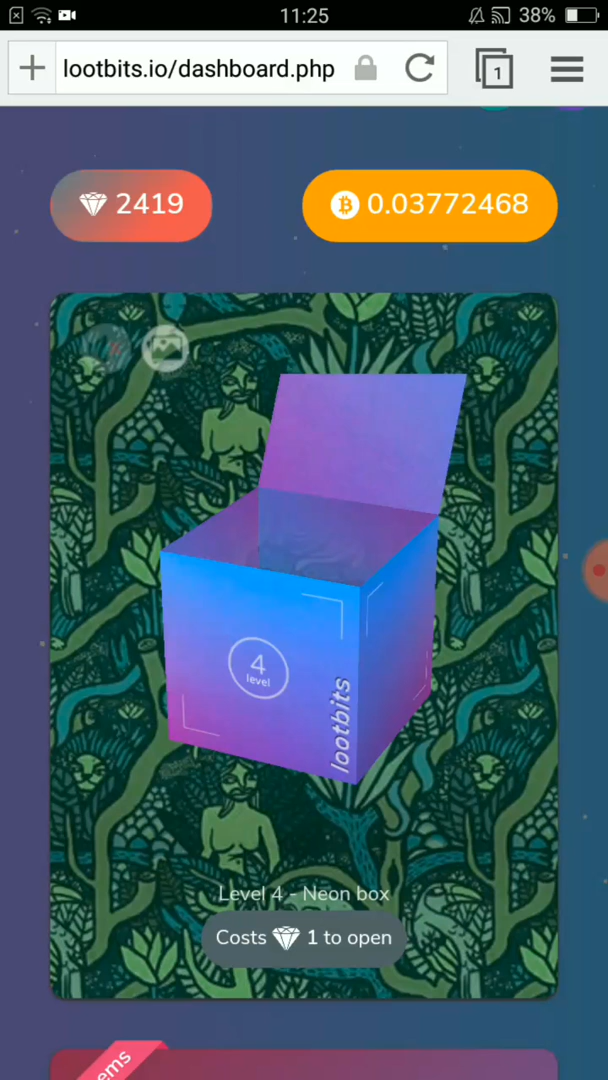 11:25
38%
lootbits.io/dashboard.php
1
2419
0.03772468
4
level
lootbits
Level 4 - Neon box
Costs 1 to open
ems